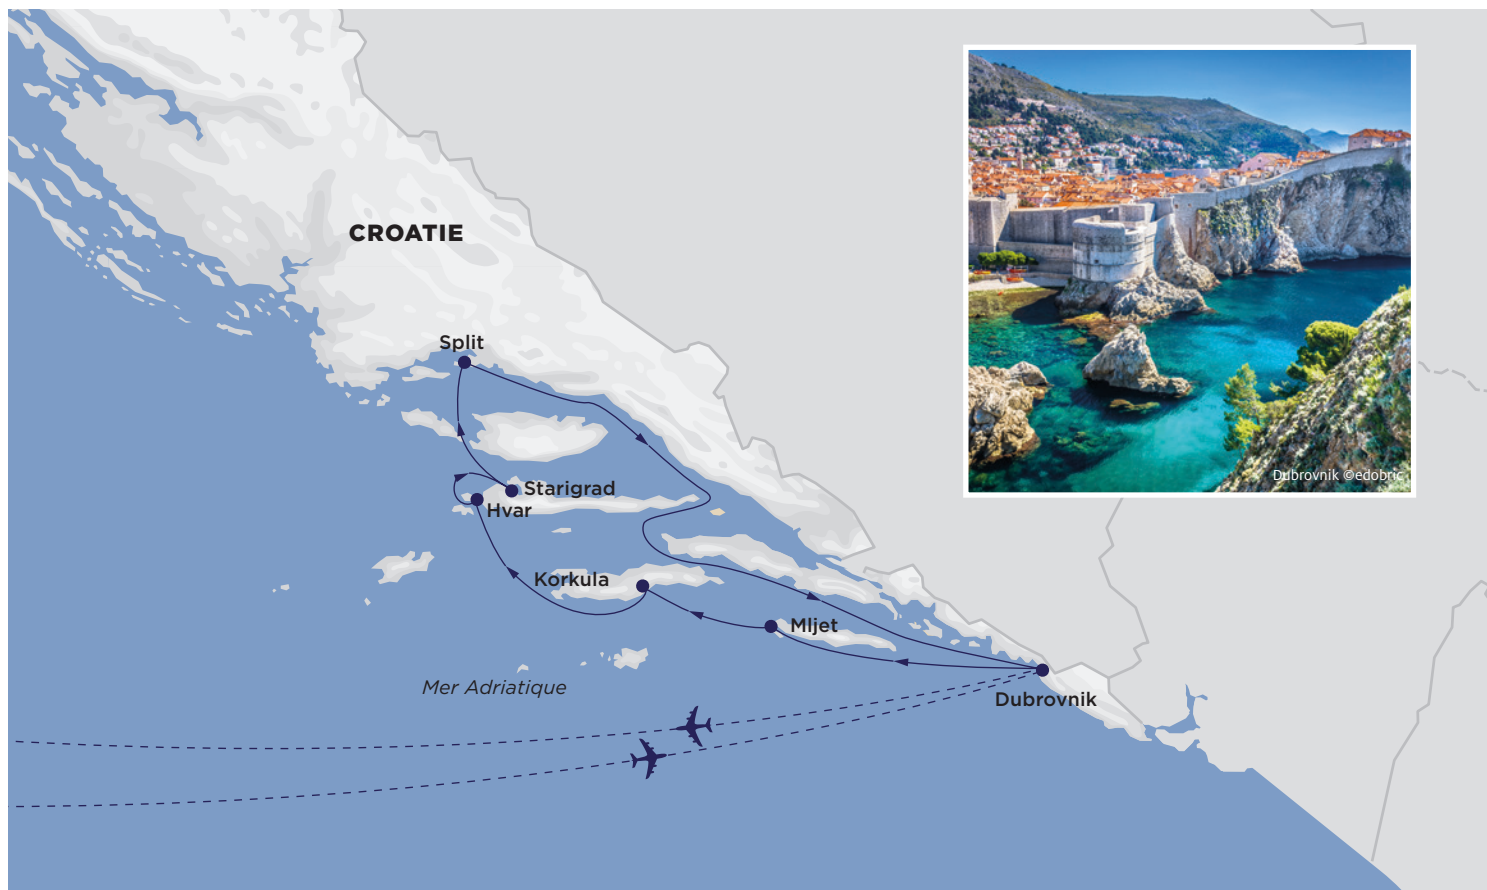 CROATIE
Split
Starigrad
Hvar
Korkula
Mljet
Mer Adriatique
Dubrovnik
Dubrovnik ©edobric